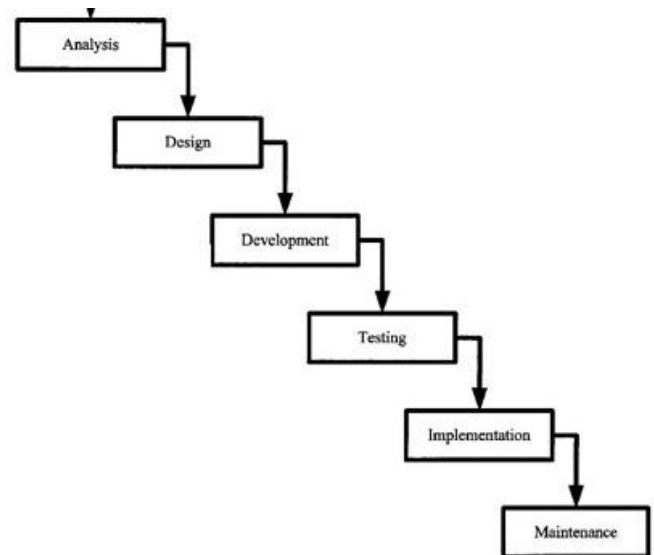 Analysis
Design
Development
Testing
Implementation
Maintenance